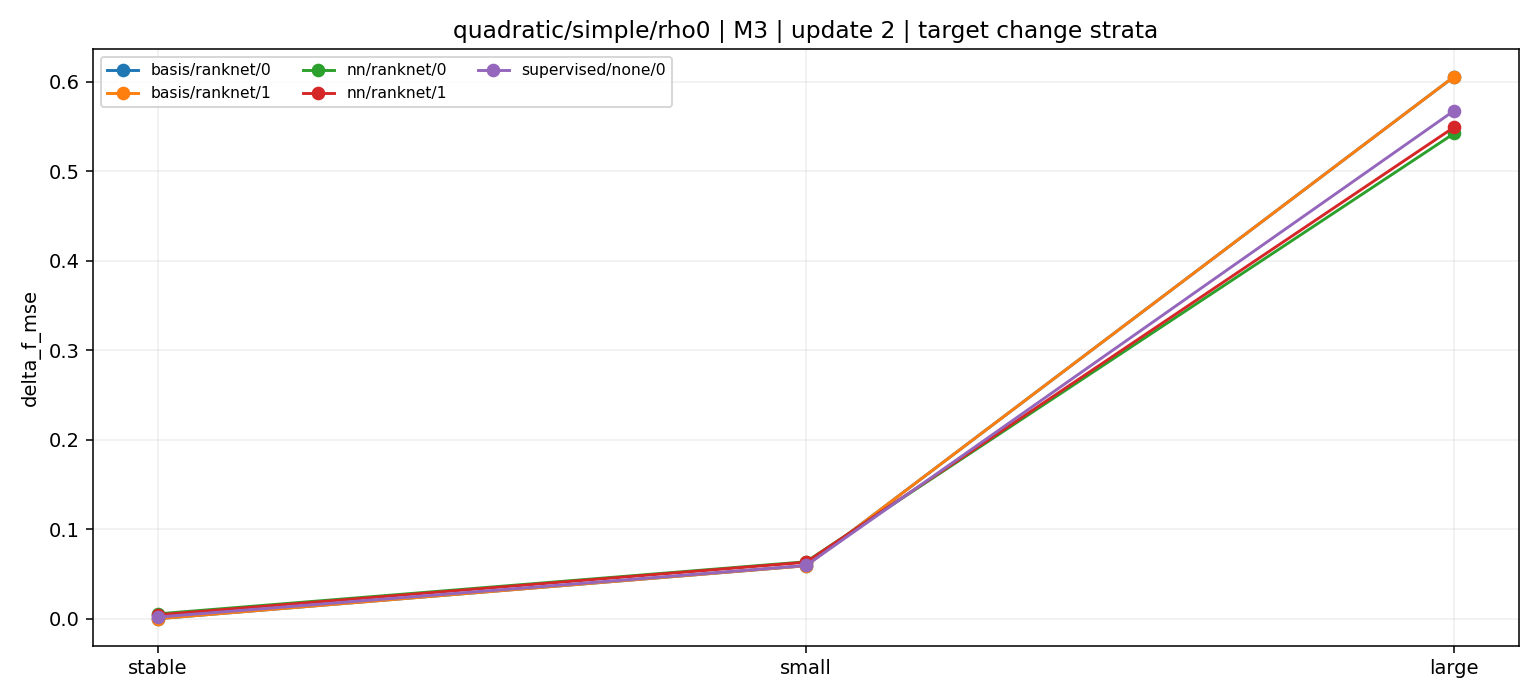 quadratic/simple/rho0 | M3 | update 2 | target change strata
basis/ranknet/0
basis/ranknet/1
nn/ranknet/0
nn/ranknet/1
supervised/none/0
delta_f_mse
0.6
0.5
0.4
0.3
0.2
0.1
0.0
stable
small
large